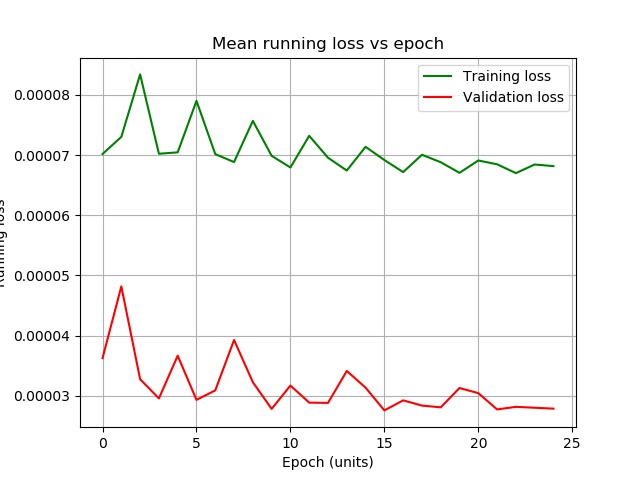 Mean running loss vs epoch
Training loss
Validation loss
0.00008
0.00007
0.00006
0.00005
0.00004
0.00003
Running loss
0 5 10 15 20 25
Epoch (units)